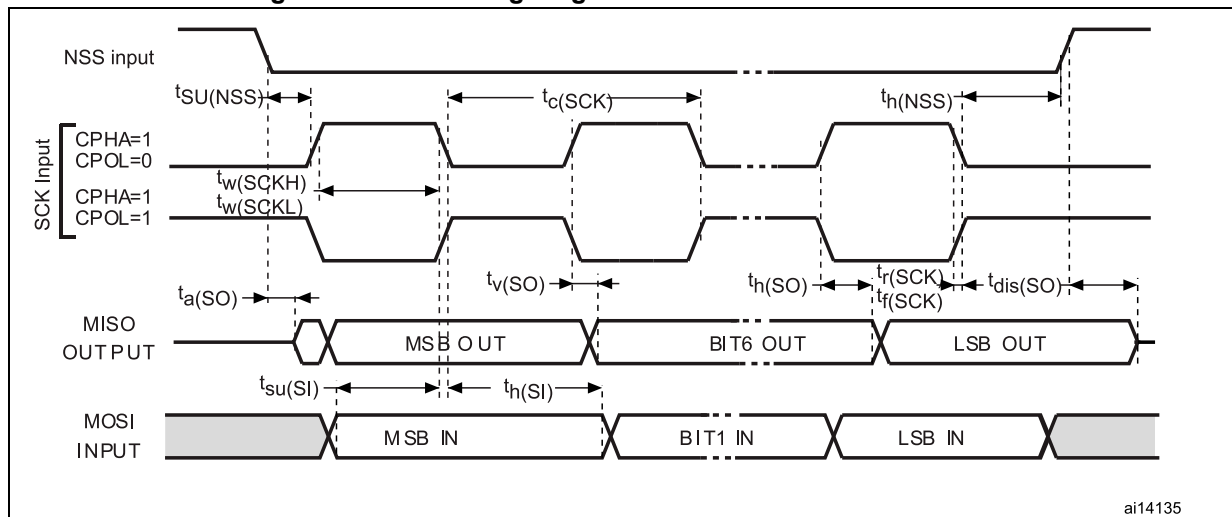 NSS input
tSU(NSS)
tc(SCK)
th(NSS)
SCK Input
CPHA=1
CPOL=0
tw(SCKH)
tw(SCKL)
CPHA=1
CPOL=1
ta(SO)
tv(SO)
th(SO)
tr(SCK)
tf(SCK)
tdis(SO)
MISO
OUTPUT
MSB OUT
BIT6 OUT
LSB OUT
tsu(SI)
th(SI)
MOSI
INPUT
MSB IN
BIT1 IN
LSB IN
ai14135